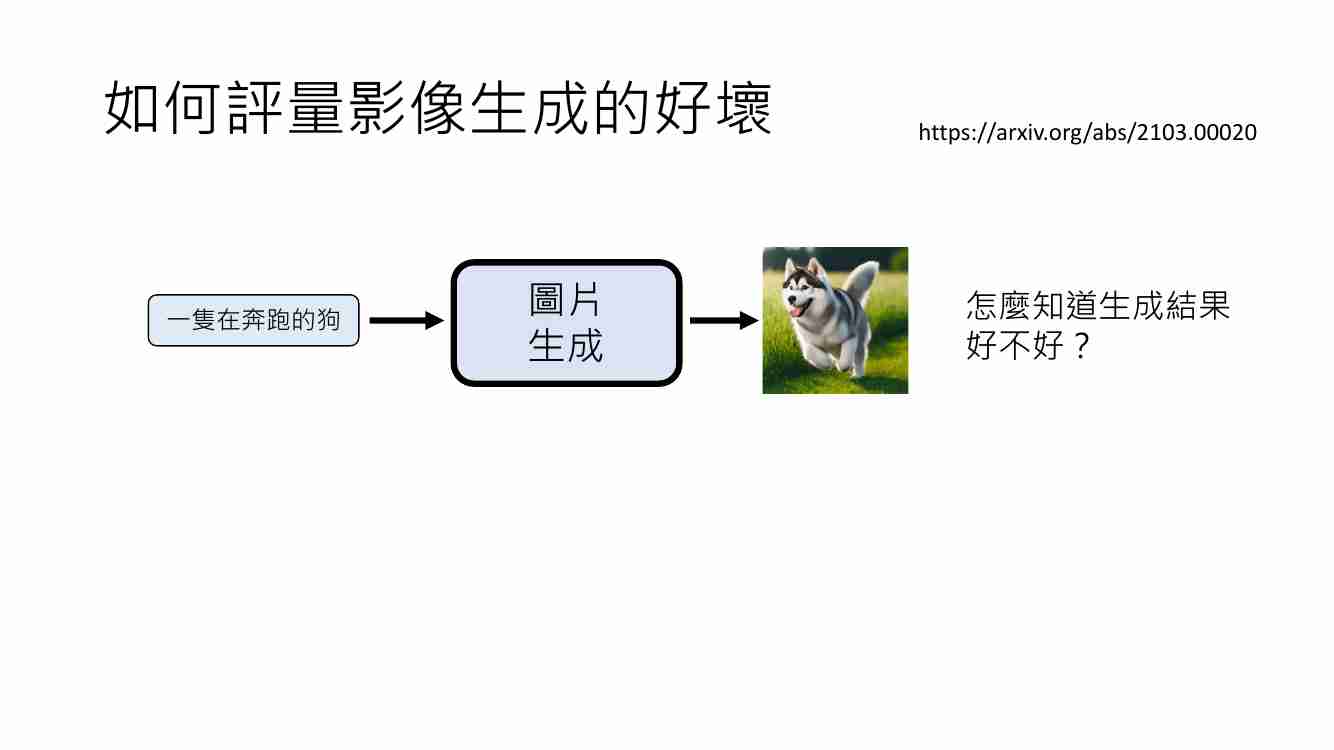 如何評量影像生成的好壞
https://arxiv.org/abs/2103.00020
一隻在奔跑的狗
圖片
生成
怎麼知道生成結果
好不好？